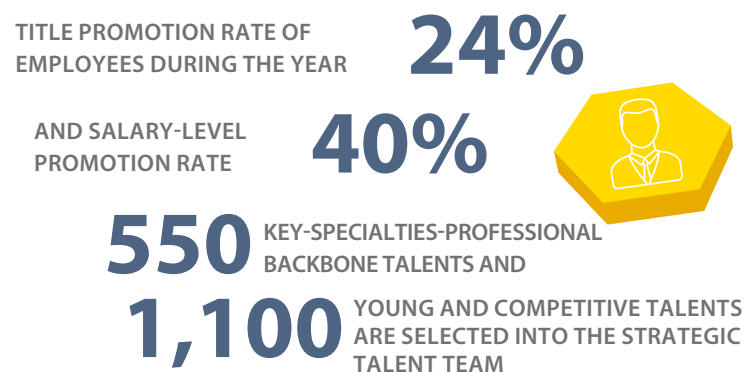 TITLE PROMOTION RATE OF
EMPLOYEES DURING THE YEAR
24%
AND SALARY-LEVEL
PROMOTION RATE
40%
550
KEY-SPECIALTIES-PROFESSIONAL
BACKBONE TALENTS AND
1,100
YOUNG AND COMPETITIVE TALENTS
ARE SELECTED INTO THE STRATEGIC
TALENT TEAM